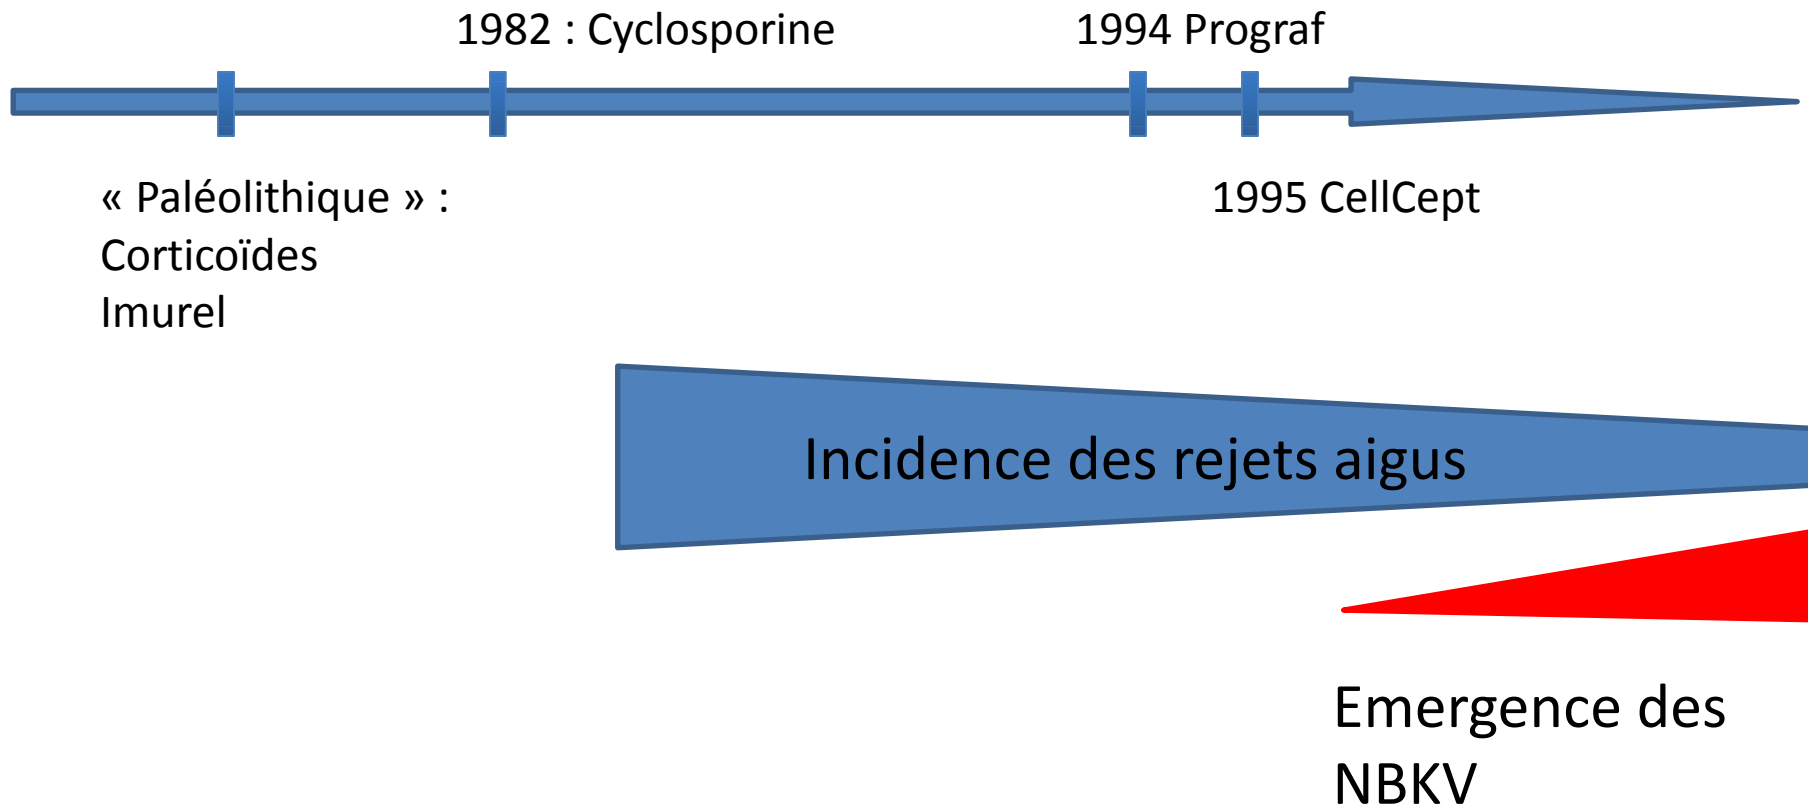 1982 : Cyclosporine
1994 Prograf
« Paléolithique » :
Corticoïdes
Imurel
1995 CellCept
Incidence des rejets aigus
Emergence des
NBKV